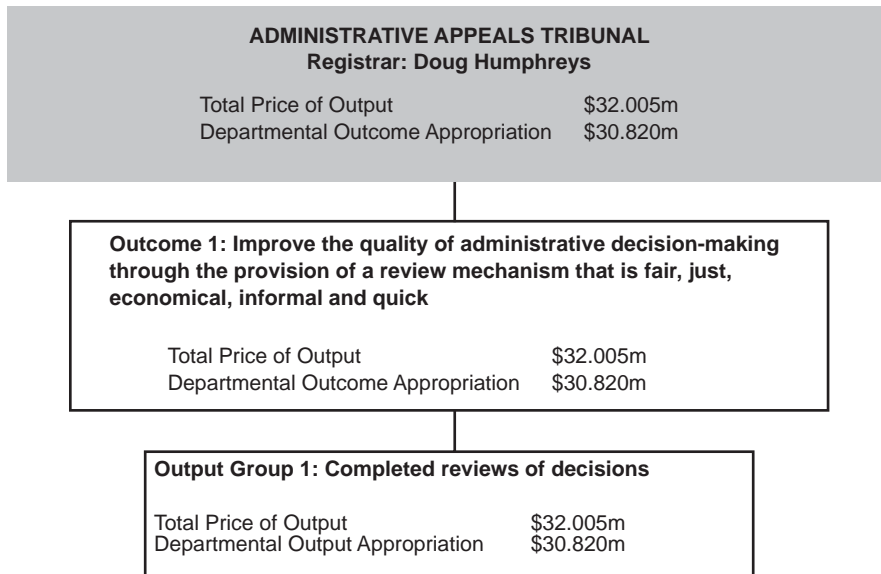 ADMINISTRATIVE APPEALS TRIBUNAL
Registrar: Doug Humphreys
Total Price of Output $32.005m
Departmental Outcome Appropriation $30.820m
Outcome 1: Improve the quality of administrative decision-making
through the provision of a review mechanism that is fair, just,
economical, informal and quick
Total Price of Output $32.005m
Departmental Outcome Appropriation $30.820m
Output Group 1: Completed reviews of decisions
Total Price of Output $32.005m
Departmental Output Appropriation $30.820m